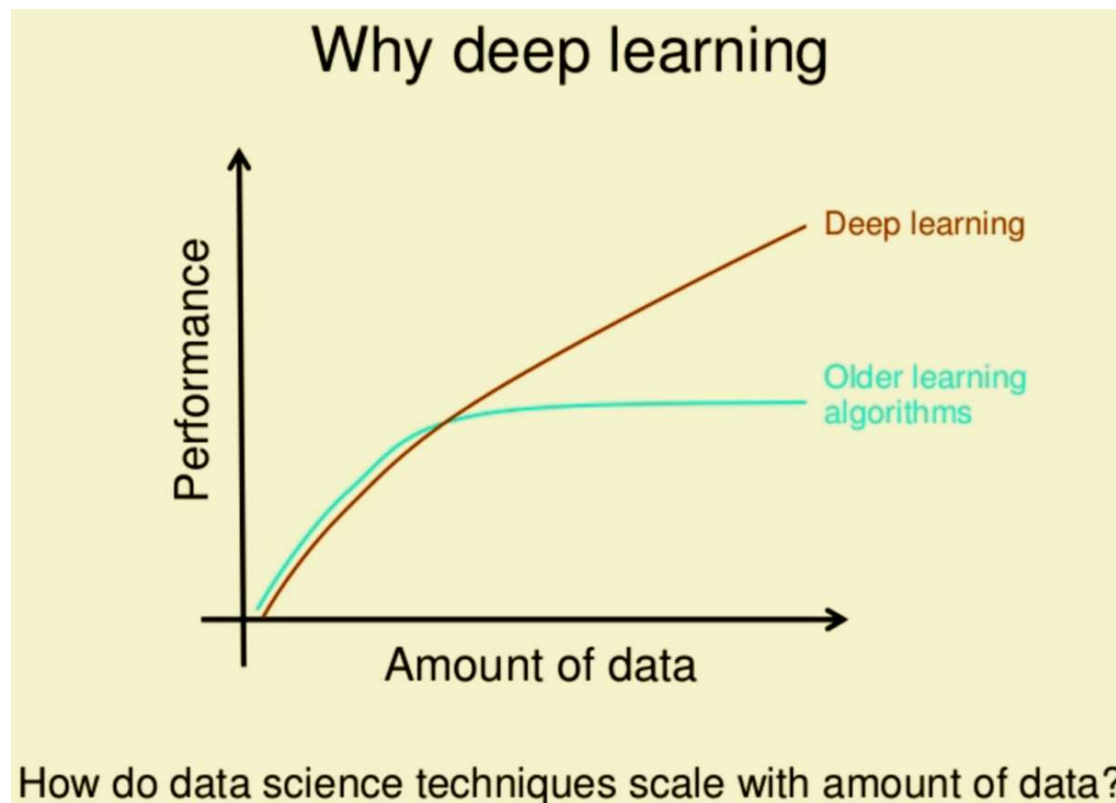 Why deep learning
Performance
Deep learning
Older learning
algorithms
Amount of data
How do data science techniques scale with amount of data?